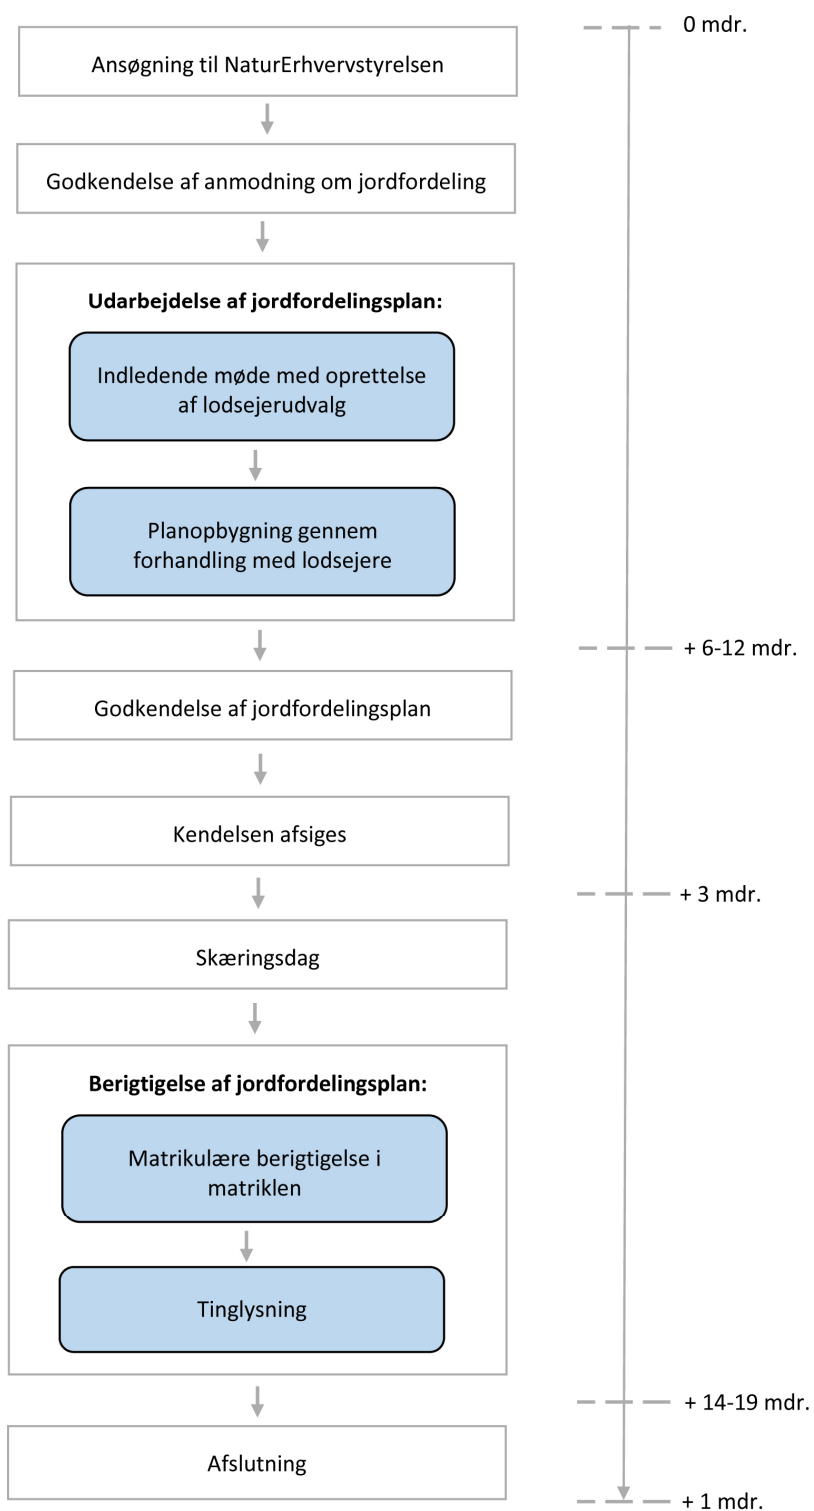 0 mdr.
Ansøgning til NaturErhvervstyrelsen
Godkendelse af anmodning om jordfordeling
Udarbejdelse af jordfordelingsplan:
Indledende møde med oprettelse
af lodsejerudvalg
Planopbygning gennem
forhandling med lodsejere
+ 6-12 mdr.
Godkendelse af jordfordelingsplan
Kendelsen afsiges
+ 3 mdr.
Skæringsdag
Berigtigelse af jordfordelingsplan:
Matrikulære berigtigelse i
matriklen
Tinglysning
+ 14-19 mdr.
Afslutning
+ 1 mdr.